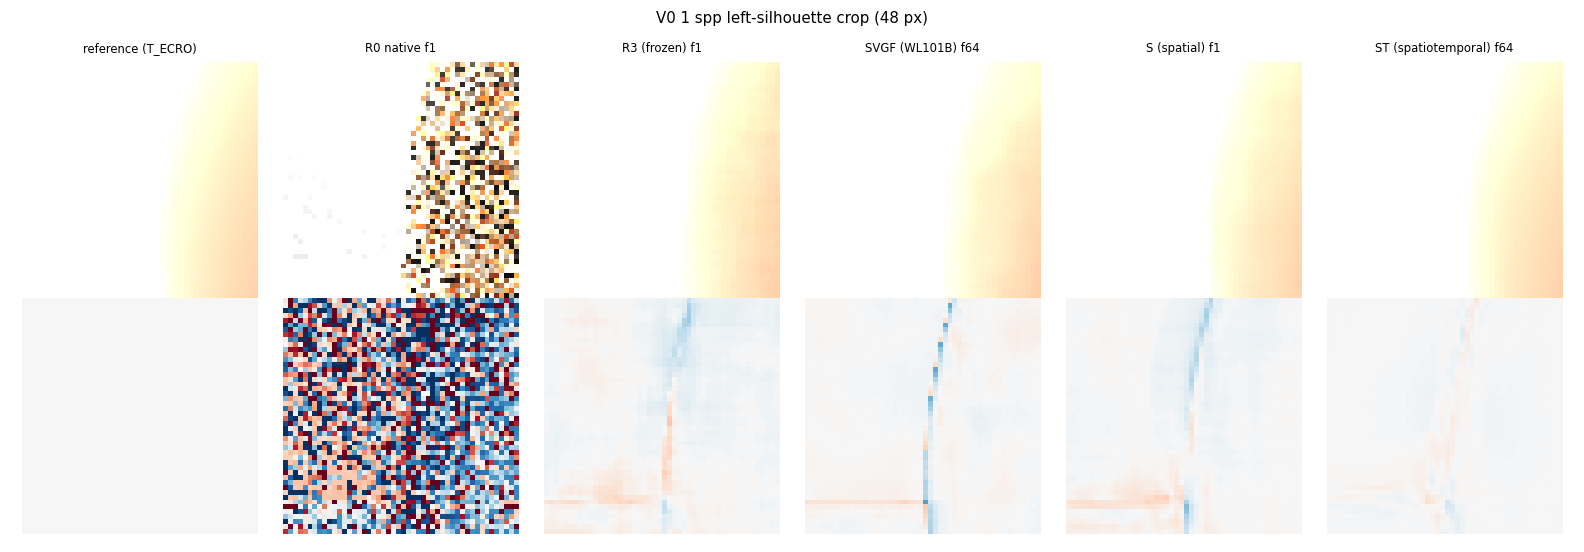 V0 1 spp left-silhouette crop (48 px)
reference (T_ECRO)
R0 native f1
R3 (frozen) f1
SVGF (WL101B) f64
S (spatial) f1
ST (spatiotemporal) f64